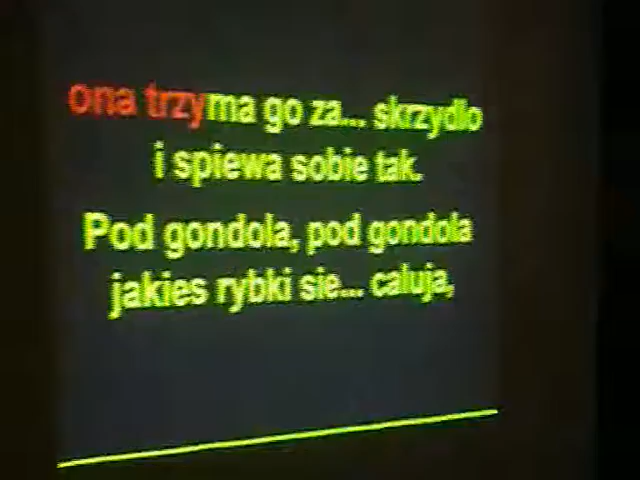 ona trzyma go za... skrzydlo
i spiewa sobie tak.
Pod gondola, pod gondola
jakies rybki sie... caluja,